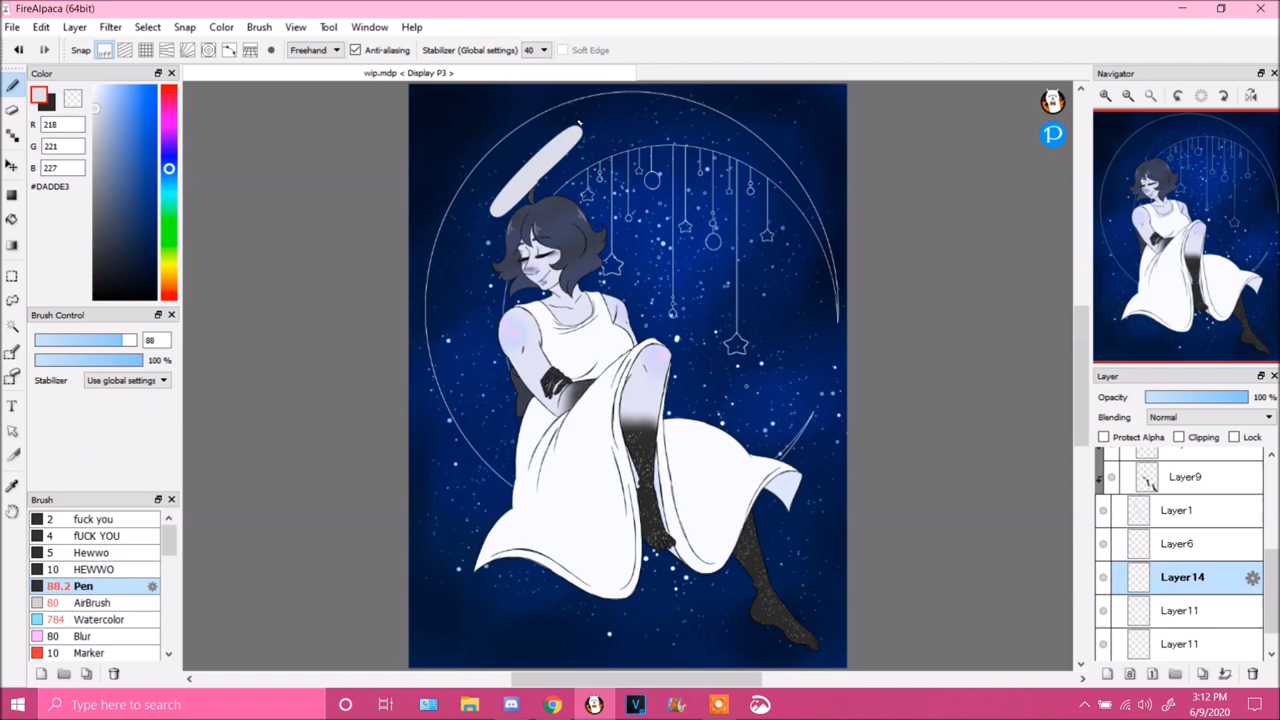 FireAlpaca (64bit)
File Edit Layer Filter Select Snap Color Brush View Tool Window Help
Snap off Freehand Anti-aliasing Stabilizer (Global settings) 40 Soft Edge
wip.mdp < Display P3 >
Color
R 218
G 221
B 227
#DADDE3
Brush Control
88
100 %
Stabilizer Use global settings
Brush
2 fuck you
4 fUCK YOU
5 Hewwo
10 HEWWO
88.2 Pen
80 AirBrush
784 Watercolor
80 Blur
10 Marker
P
Navigator
Layer
Opacity 100 %
Blending Normal
Protect Alpha Clipping Lock
Layer9
Layer1
Layer6
Layer14
Layer11
Layer11
Type here to search
3:12 PM
6/9/2020